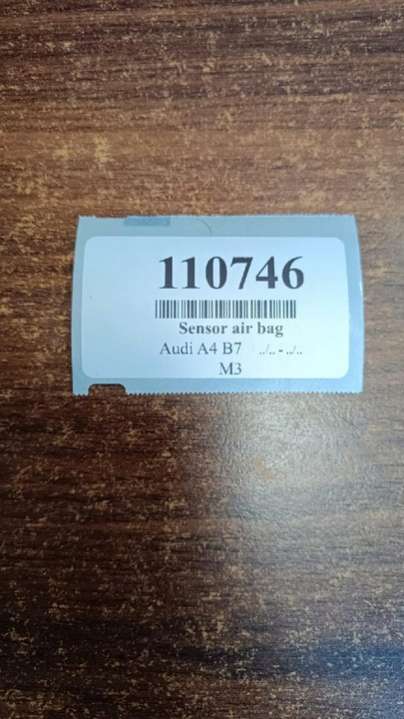 110746
Sensor air bag
Audi A4 B7 ../.. - ../..
M3